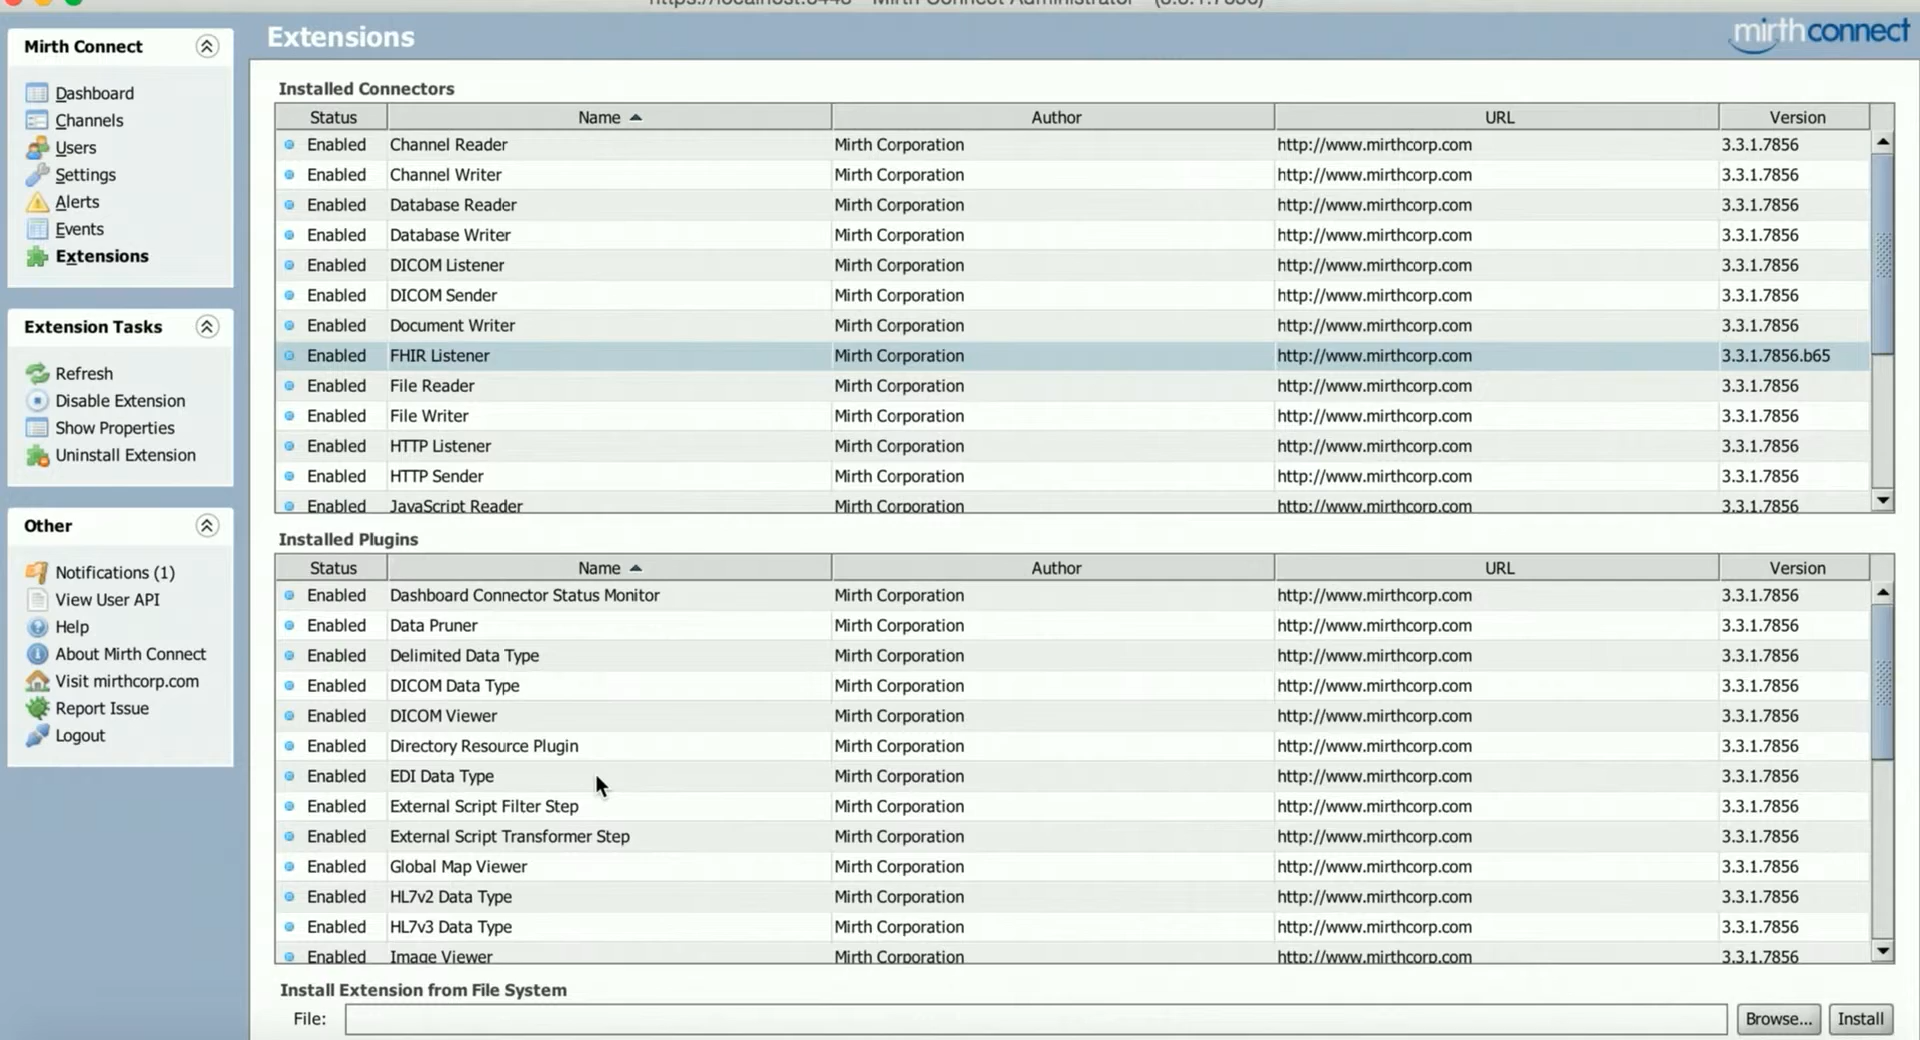 https://localhost:8443 - Mirth Connect Administrator - (3.3.1.7856)
Mirth Connect
Dashboard
Channels
Users
Settings
Alerts
Events
Extensions
Extension Tasks
Refresh
Disable Extension
Show Properties
Uninstall Extension
Other
Notifications (1)
View User API
Help
About Mirth Connect
Visit mirthcorp.com
Report Issue
Logout
Extensions
mirthconnect
Installed Connectors
Status Name Author URL Version
Enabled Channel Reader Mirth Corporation http://www.mirthcorp.com 3.3.1.7856
Enabled Channel Writer Mirth Corporation http://www.mirthcorp.com 3.3.1.7856
Enabled Database Reader Mirth Corporation http://www.mirthcorp.com 3.3.1.7856
Enabled Database Writer Mirth Corporation http://www.mirthcorp.com 3.3.1.7856
Enabled DICOM Listener Mirth Corporation http://www.mirthcorp.com 3.3.1.7856
Enabled DICOM Sender Mirth Corporation http://www.mirthcorp.com 3.3.1.7856
Enabled Document Writer Mirth Corporation http://www.mirthcorp.com 3.3.1.7856
Enabled FHIR Listener Mirth Corporation http://www.mirthcorp.com 3.3.1.7856.b65
Enabled File Reader Mirth Corporation http://www.mirthcorp.com 3.3.1.7856
Enabled File Writer Mirth Corporation http://www.mirthcorp.com 3.3.1.7856
Enabled HTTP Listener Mirth Corporation http://www.mirthcorp.com 3.3.1.7856
Enabled HTTP Sender Mirth Corporation http://www.mirthcorp.com 3.3.1.7856
Enabled JavaScript Reader Mirth Corporation http://www.mirthcorp.com 3.3.1.7856
Installed Plugins
Status Name Author URL Version
Enabled Dashboard Connector Status Monitor Mirth Corporation http://www.mirthcorp.com 3.3.1.7856
Enabled Data Pruner Mirth Corporation http://www.mirthcorp.com 3.3.1.7856
Enabled Delimited Data Type Mirth Corporation http://www.mirthcorp.com 3.3.1.7856
Enabled DICOM Data Type Mirth Corporation http://www.mirthcorp.com 3.3.1.7856
Enabled DICOM Viewer Mirth Corporation http://www.mirthcorp.com 3.3.1.7856
Enabled Directory Resource Plugin Mirth Corporation http://www.mirthcorp.com 3.3.1.7856
Enabled EDI Data Type Mirth Corporation http://www.mirthcorp.com 3.3.1.7856
Enabled External Script Filter Step Mirth Corporation http://www.mirthcorp.com 3.3.1.7856
Enabled External Script Transformer Step Mirth Corporation http://www.mirthcorp.com 3.3.1.7856
Enabled Global Map Viewer Mirth Corporation http://www.mirthcorp.com 3.3.1.7856
Enabled HL7v2 Data Type Mirth Corporation http://www.mirthcorp.com 3.3.1.7856
Enabled HL7v3 Data Type Mirth Corporation http://www.mirthcorp.com 3.3.1.7856
Enabled Image Viewer Mirth Corporation http://www.mirthcorp.com 3.3.1.7856
Install Extension from File System
File: Browse... Install